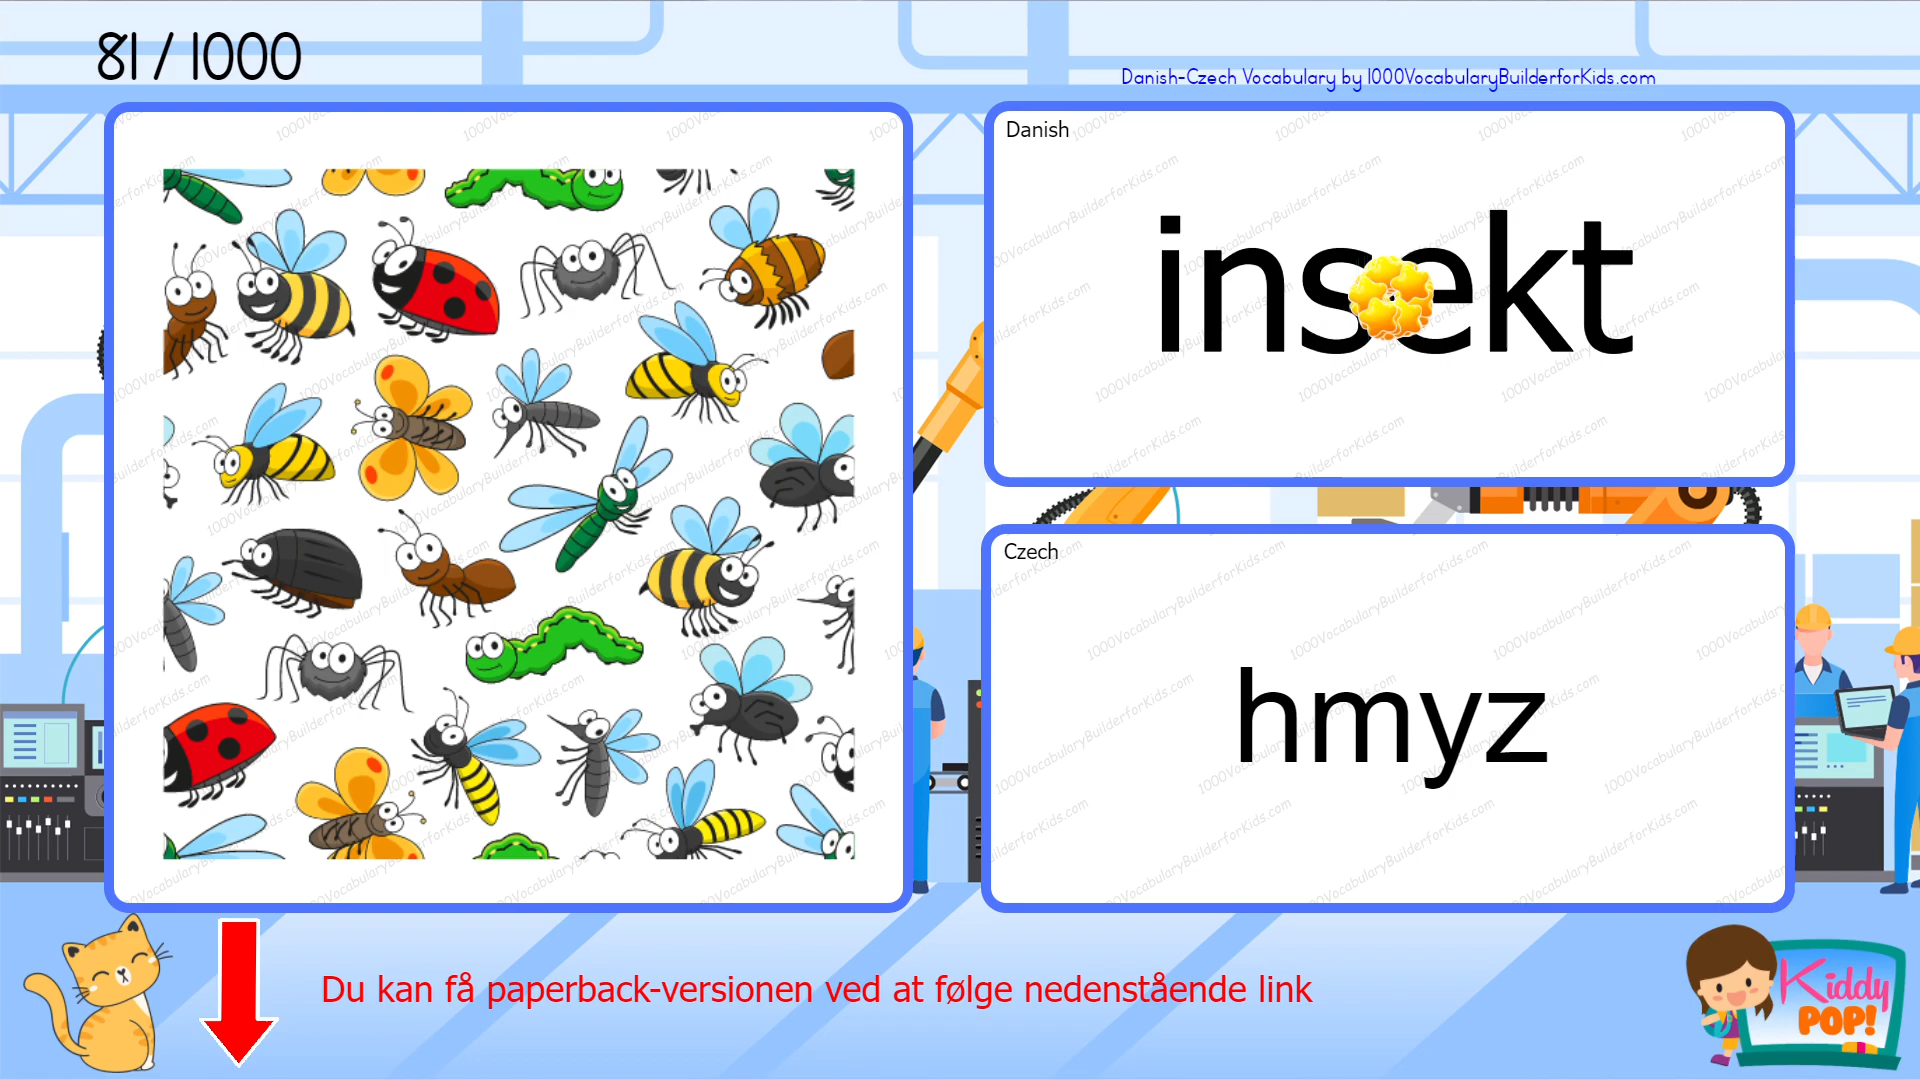 81 / 1000
Danish-Czech Vocabulary by 1000VocabularyBuilderforKids.com
Danish
insekt
Czech
hmyz
Du kan få paperback-versionen ved at følge nedenstående link
Kiddy
POP!